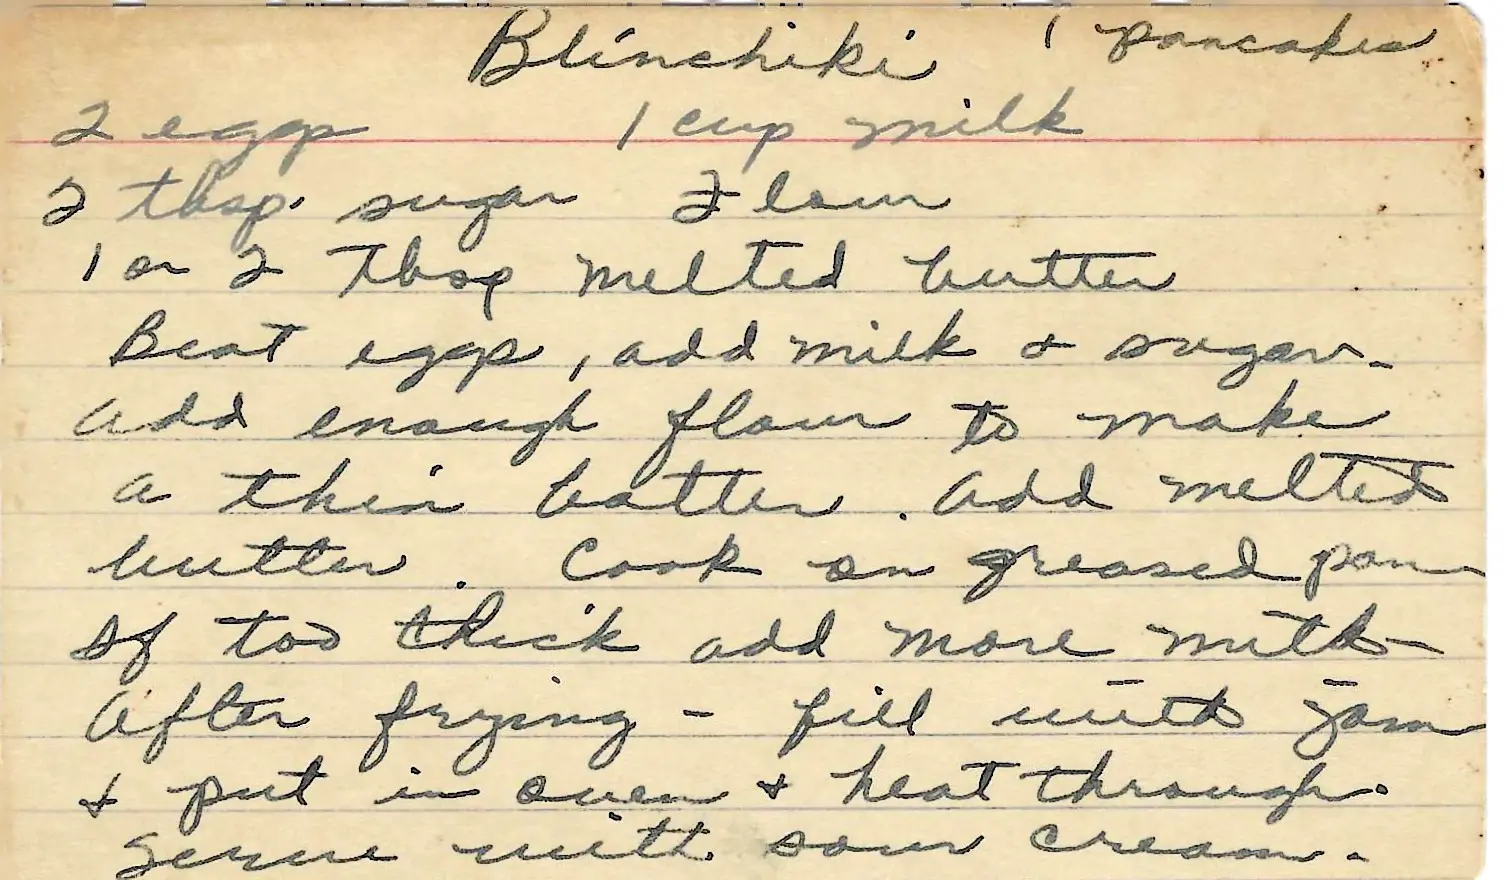 Blinchiki / pancakes
2 eggs 1 cup milk
2 tbsp. sugar Flour
1 or 2 Tbsp melted butter
Beat eggs, add milk & sugar.
Add enough flour to make
a thin batter. Add melted
butter. Cook on greased pan
If too thick add more milk
After frying - fill with jam
& put in oven & heat through.
Serve with sour cream.